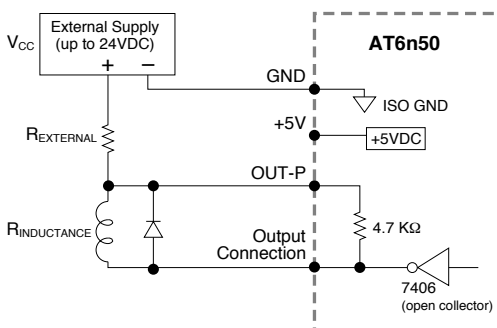 External Supply
(up to 24VDC)
VCC
+ −
AT6n50
GND
ISO GND
+5V
+5VDC
REXTERNAL
OUT-P
RINDUCTANCE
4.7 KΩ
Output
Connection
7406
(open collector)